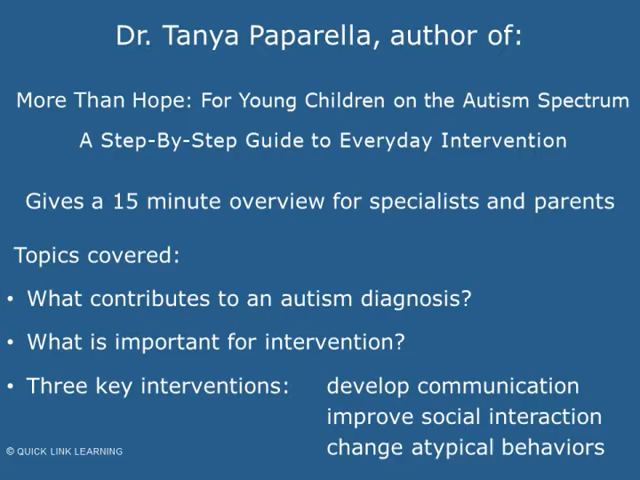 Dr. Tanya Paparella, author of:
More Than Hope: For Young Children on the Autism Spectrum
A Step-By-Step Guide to Everyday Intervention
Gives a 15 minute overview for specialists and parents
Topics covered:
• What contributes to an autism diagnosis?
• What is important for intervention?
• Three key interventions: develop communication
improve social interaction
change atypical behaviors
© QUICK LINK LEARNING